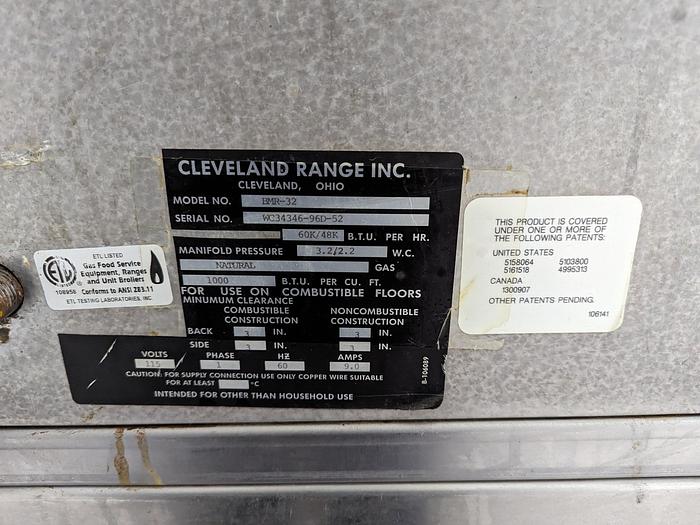 CLEVELAND RANGE INC.
CLEVELAND, OHIO
MODEL NO. BMR-32
SERIAL NO. WC34346-96D-52
60K/48K B.T.U. PER HR.
MANIFOLD PRESSURE 3.2/2.2 W.C.
NATURAL GAS
1000 B.T.U. PER CU. FT.
FOR USE ON COMBUSTIBLE FLOORS
MINIMUM CLEARANCE
COMBUSTIBLE NONCOMBUSTIBLE
CONSTRUCTION CONSTRUCTION
BACK 3 IN. 3 IN.
SIDE 3 IN. 3 IN.
VOLTS PHASE HZ AMPS
115 1 60 9.0
CAUTION: FOR SUPPLY CONNECTION USE ONLY COPPER WIRE SUITABLE
FOR AT LEAST °C
INTENDED FOR OTHER THAN HOUSEHOLD USE
B-106089
ETL LISTED
Gas Food Service
Equipment, Ranges
and Unit Broilers
108958 Conforms to ANSI Z83.11
ETL TESTING LABORATORIES, INC.
THIS PRODUCT IS COVERED
UNDER ONE OR MORE OF
THE FOLLOWING PATENTS:
UNITED STATES
5158064 5103800
5161518 4995313
CANADA
1300907
OTHER PATENTS PENDING.
106141